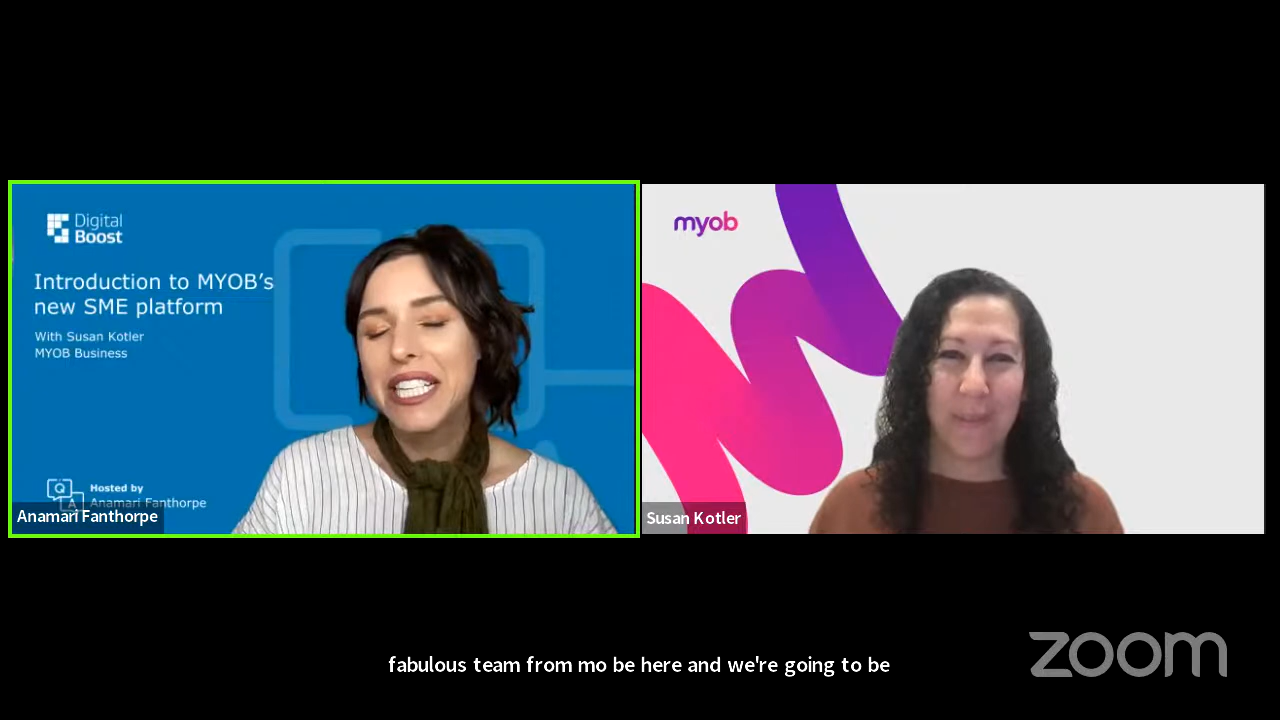 Digital
Boost
Introduction to MYOB's
new SME platform
With Susan Kotler
MYOB Business
Q
A
Hosted by
Anamari Fanthorpe
Anamari Fanthorpe
myob
Susan Kotler
fabulous team from mo be here and we're going to be
zoom